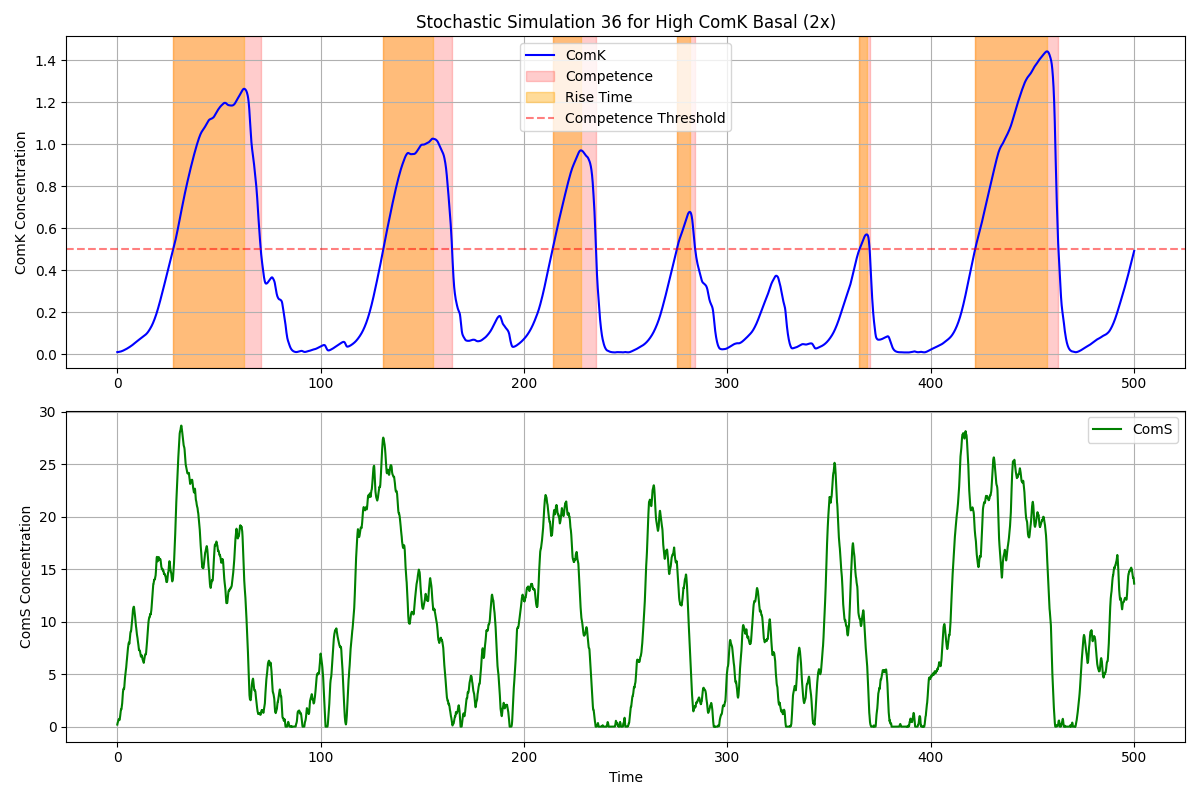 Stochastic Simulation 36 for High ComK Basal (2x)
ComK Concentration
1.4
1.2
1.0
0.8
0.6
0.4
0.2
0.0
ComK
Competence
Rise Time
Competence Threshold
0 100 200 300 400 500
ComS Concentration
30
25
20
15
10
5
0
ComS
0 100 200 300 400 500
Time